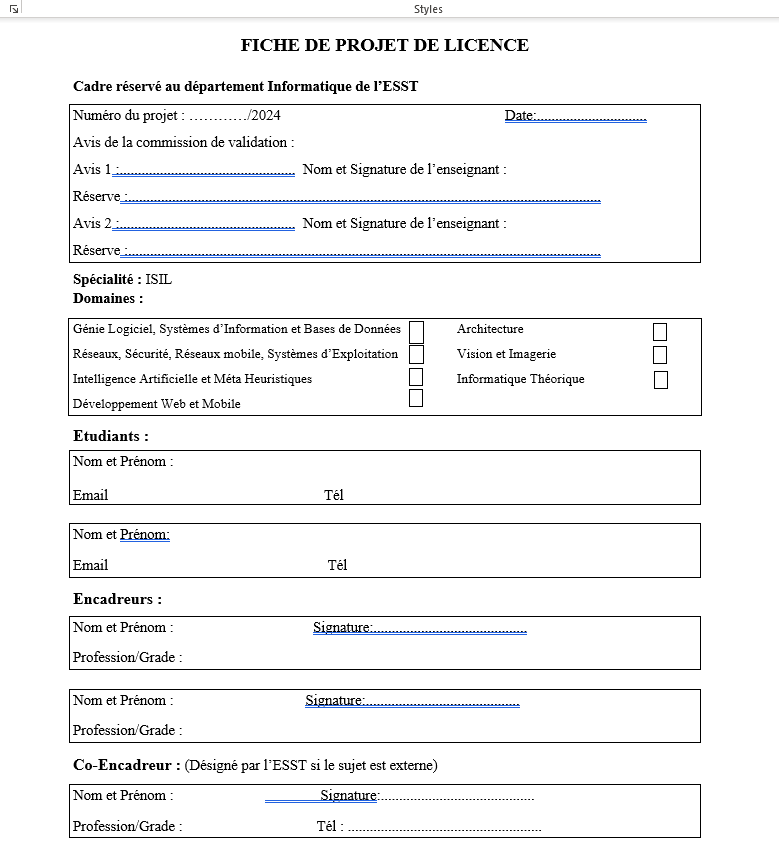 Styles
FICHE DE PROJET DE LICENCE
Cadre réservé au département Informatique de l’ESST
Numéro du projet : …………/2024 Date:..............................
Avis de la commission de validation :
Avis 1 :................................................ Nom et Signature de l’enseignant :
Réserve :................................................................................................................................
Avis 2 :................................................ Nom et Signature de l’enseignant :
Réserve :................................................................................................................................
Spécialité : ISIL
Domaines :
Génie Logiciel, Systèmes d’Information et Bases de Données Architecture
Réseaux, Sécurité, Réseaux mobile, Systèmes d’Exploitation Vision et Imagerie
Intelligence Artificielle et Méta Heuristiques Informatique Théorique
Développement Web et Mobile
Etudiants :
Nom et Prénom :
Email Tél
Nom et Prénom:
Email Tél
Encadreurs :
Nom et Prénom : Signature:..........................................
Profession/Grade :
Nom et Prénom : Signature:..........................................
Profession/Grade :
Co-Encadreur : (Désigné par l’ESST si le sujet est externe)
Nom et Prénom : Signature:..........................................
Profession/Grade : Tél : .....................................................